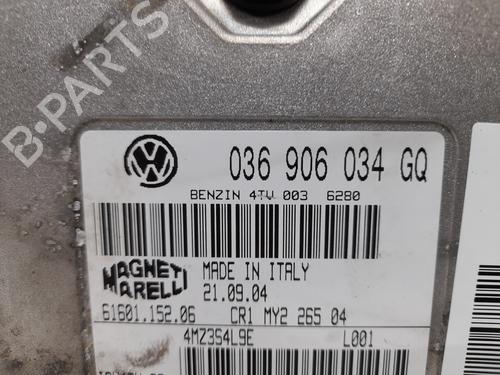 B-PARTS
036 906 034 GQ
BENZIN 4TV 003 6280
MAGNETI
MARELLI
MADE IN ITALY
21.09.04
61601.152.06 CR1 MY2 265 04
4MZ3S4L9E L001